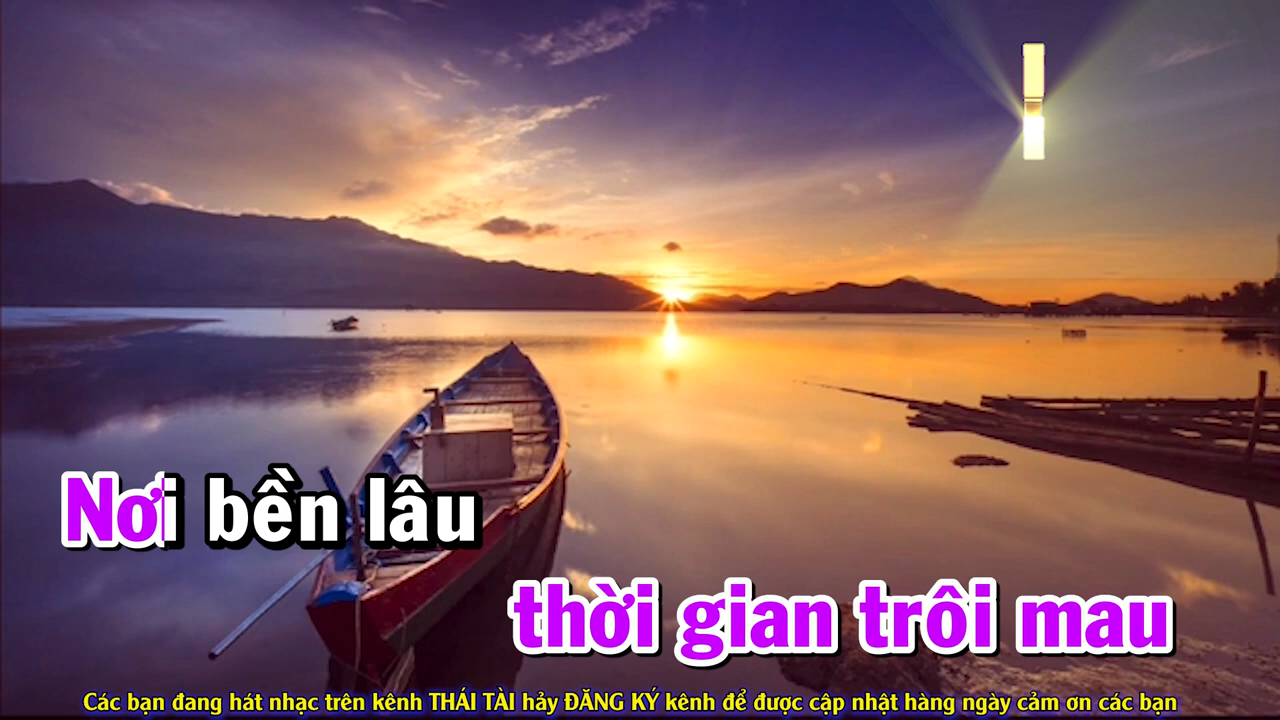 Nơi bền lâu
thời gian trôi mau
Các bạn đang hát nhạc trên kênh THÁI TÀI hảy ĐĂNG KÝ kênh để được cập nhật hàng ngày cảm ơn các bạn